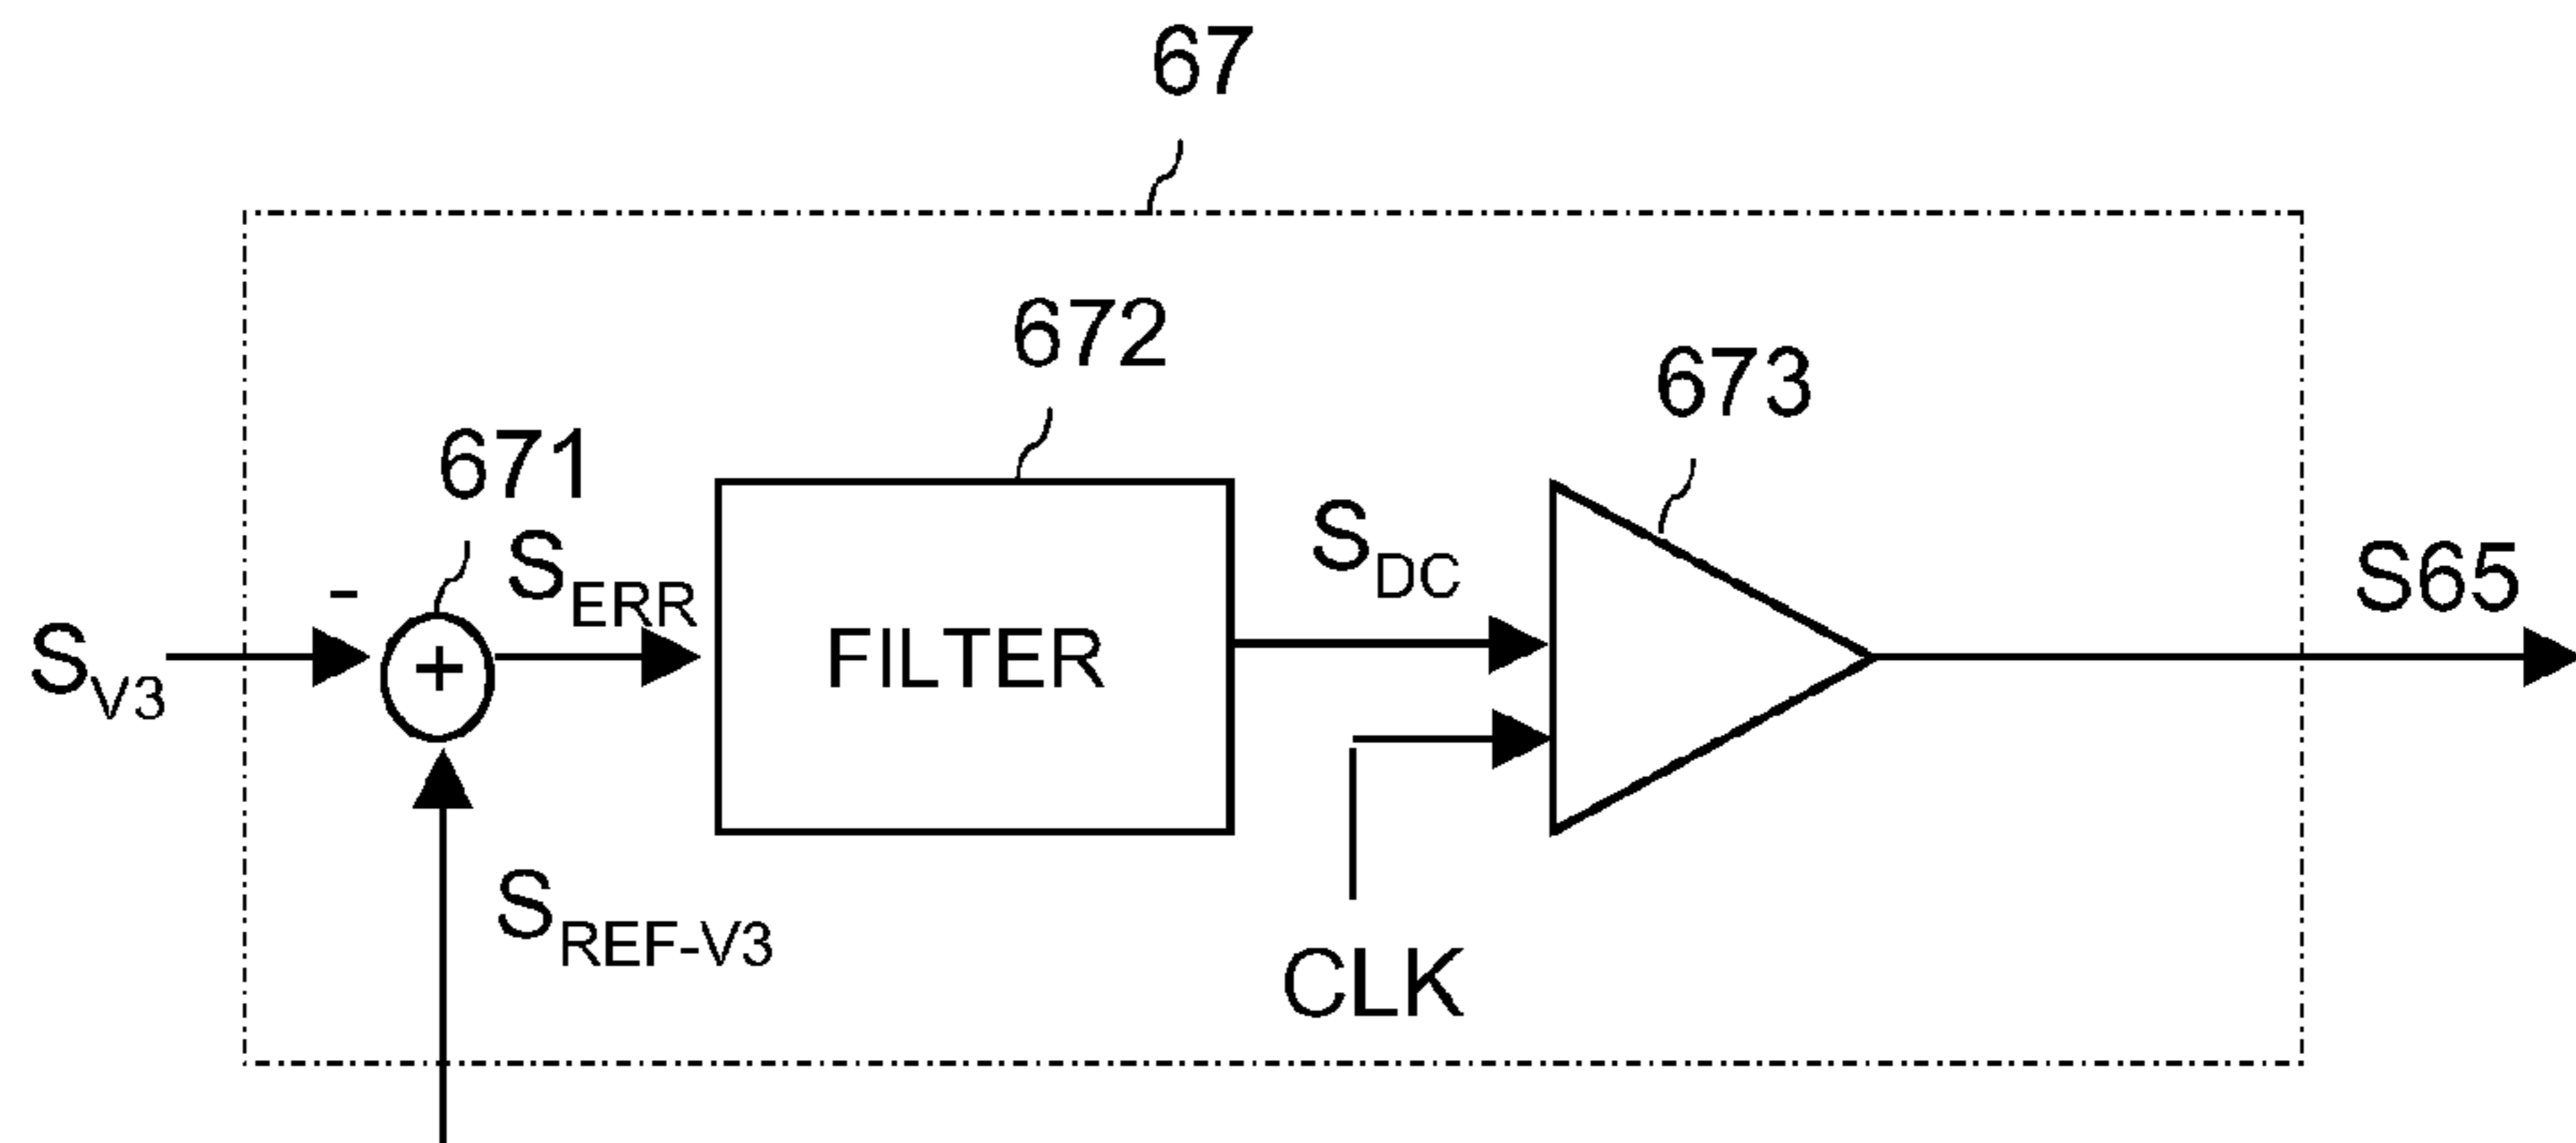 67
672
673
671
S_ERR
S_DC
S65
-
S_V3
+
FILTER
S_REF-V3
CLK